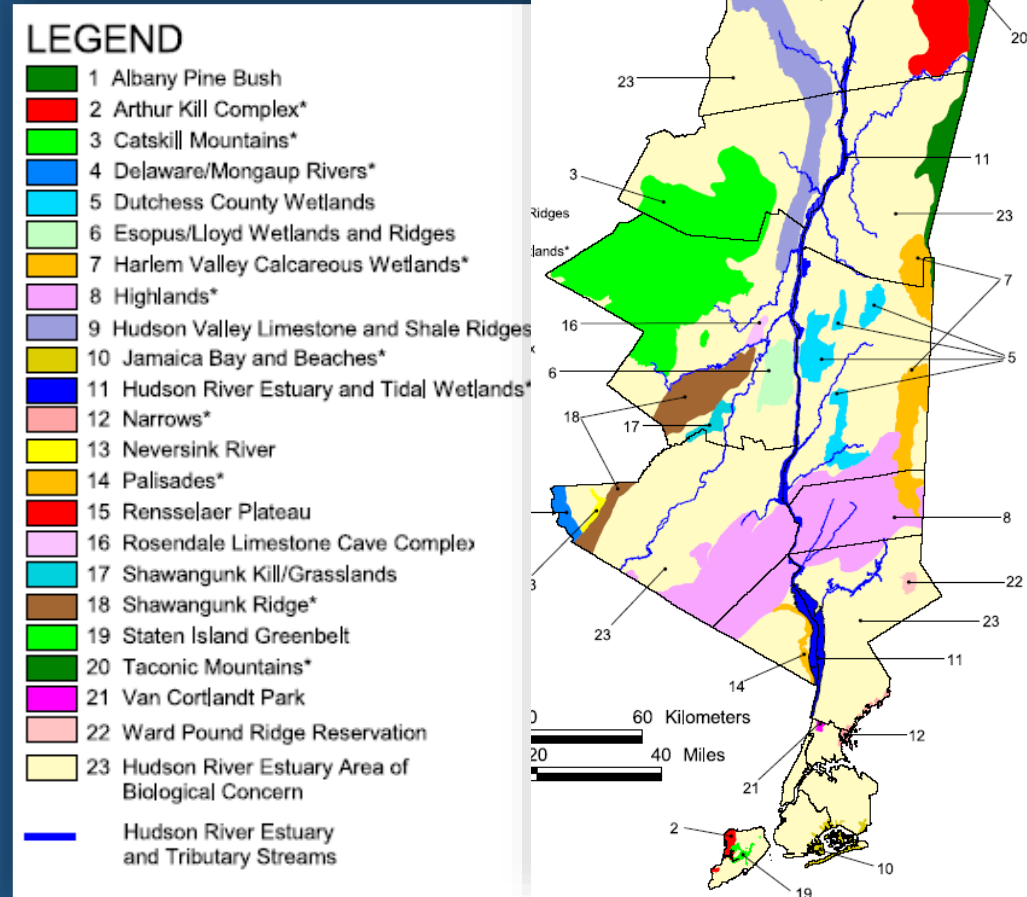 LEGEND
1 Albany Pine Bush
2 Arthur Kill Complex*
3 Catskill Mountains*
4 Delaware/Mongaup Rivers*
5 Dutchess County Wetlands
6 Esopus/Lloyd Wetlands and Ridges
7 Harlem Valley Calcareous Wetlands*
8 Highlands*
9 Hudson Valley Limestone and Shale Ridges
10 Jamaica Bay and Beaches*
11 Hudson River Estuary and Tidal Wetlands*
12 Narrows*
13 Neversink River
14 Palisades*
15 Rensselaer Plateau
16 Rosendale Limestone Cave Complex
17 Shawangunk Kill/Grasslands
18 Shawangunk Ridge*
19 Staten Island Greenbelt
20 Taconic Mountains*
21 Van Cortlandt Park
22 Ward Pound Ridge Reservation
23 Hudson River Estuary Area of
Biological Concern
Hudson River Estuary
and Tributary Streams
20
23
11
3
Ridges
23
lands*
7
16
x
5
6
18
17
8
3
22
23
23
11
14
0 60 Kilometers
12
20 40 Miles
21
2
10
19